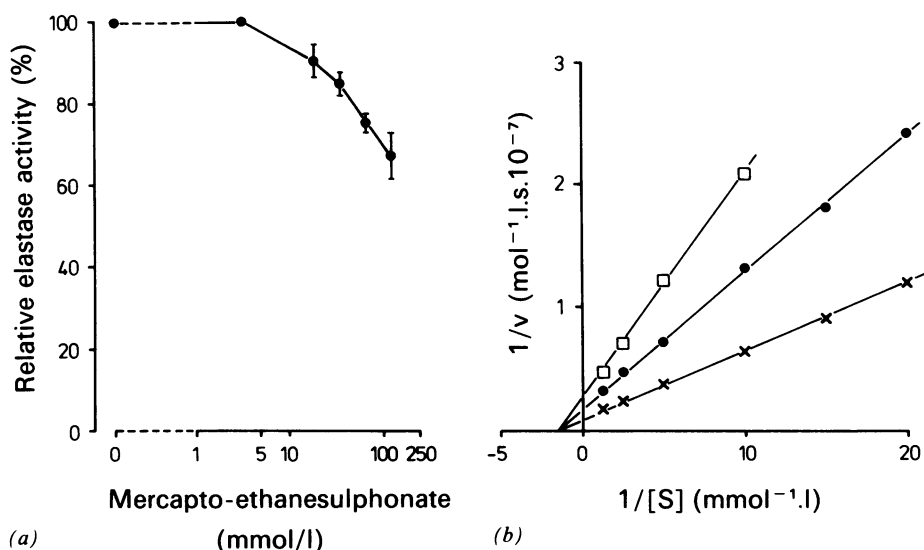 Relative elastase activity (%)
100
80
60
40
20
0
0
1
5
10
100
250
Mercapto-ethanesulphonate
(mmol/l)
(a)
1/v (mol⁻¹.l.s.10⁻⁷)
3
2
1
-5
0
10
20
1/[S] (mmol⁻¹.l)
(b)